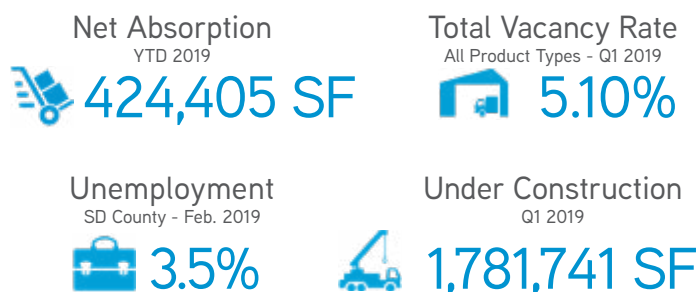 Net Absorption
YTD 2019
424,405 SF
Total Vacancy Rate
All Product Types - Q1 2019
5.10%
Unemployment
SD County - Feb. 2019
3.5%
Under Construction
Q1 2019
1,781,741 SF